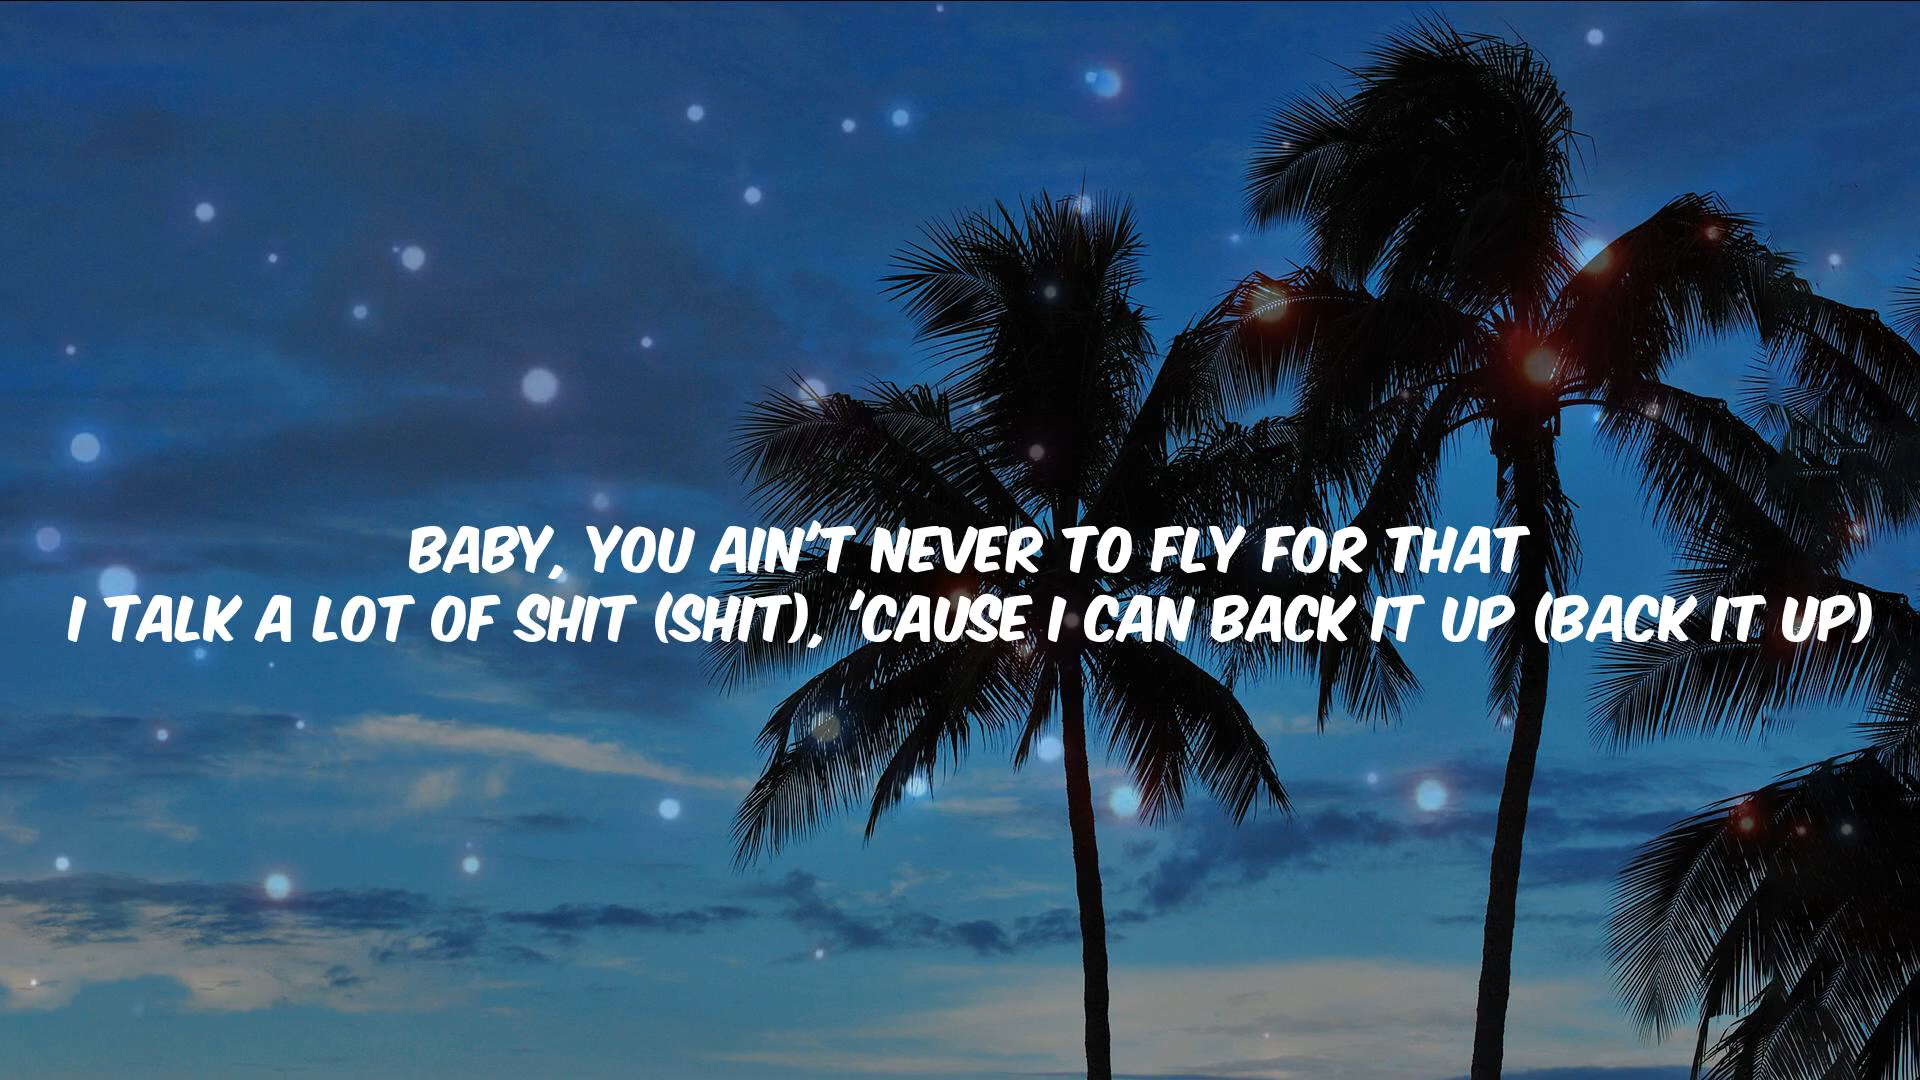 BABY, YOU AIN'T NEVER TO FLY FOR THAT
I TALK A LOT OF SHIT (SHIT), 'CAUSE I CAN BACK IT UP (BACK IT UP)